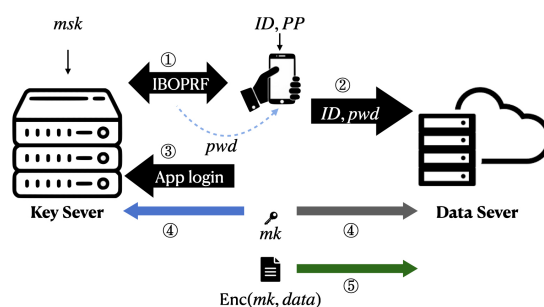 msk
ID, PP
①
IBOPRF
②
ID, pwd
pwd
③
App login
Key Sever
Data Sever
④
mk
④
⑤
Enc(mk, data)